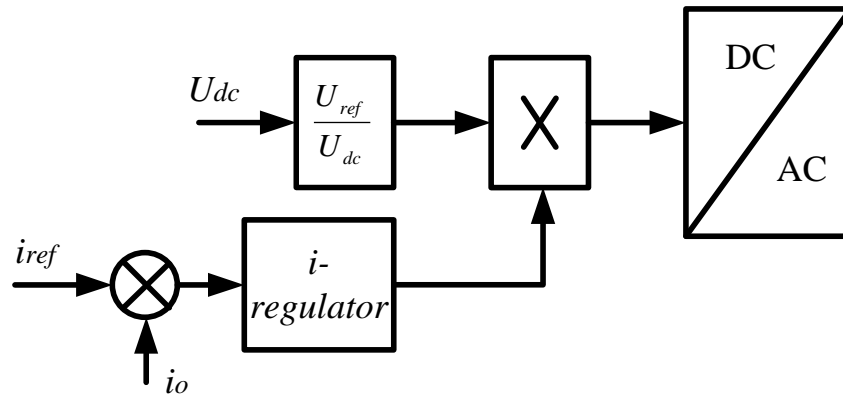 Udc
Uref
Udc
X
DC
AC
iref
i-
regulator
io